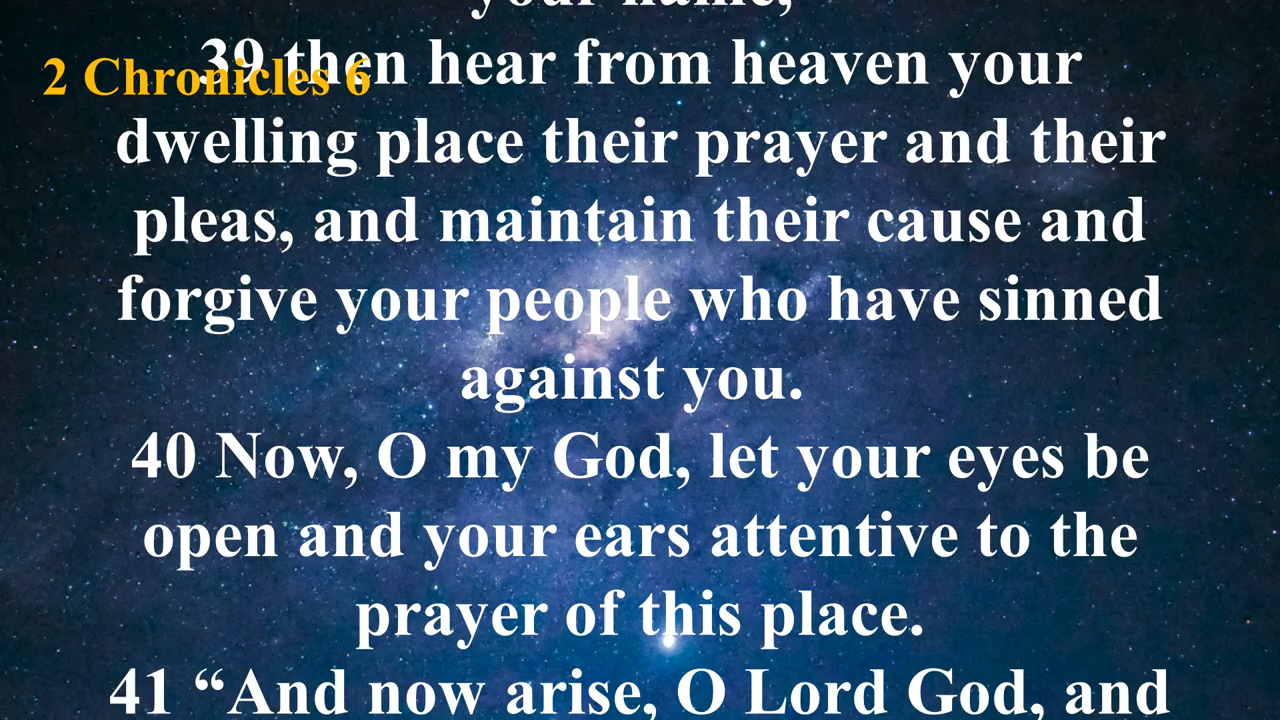 your name,
2 Chronicles 6
39 then hear from heaven your
dwelling place their prayer and their
pleas, and maintain their cause and
forgive your people who have sinned
against you.
40 Now, O my God, let your eyes be
open and your ears attentive to the
prayer of this place.
41 “And now arise, O Lord God, and